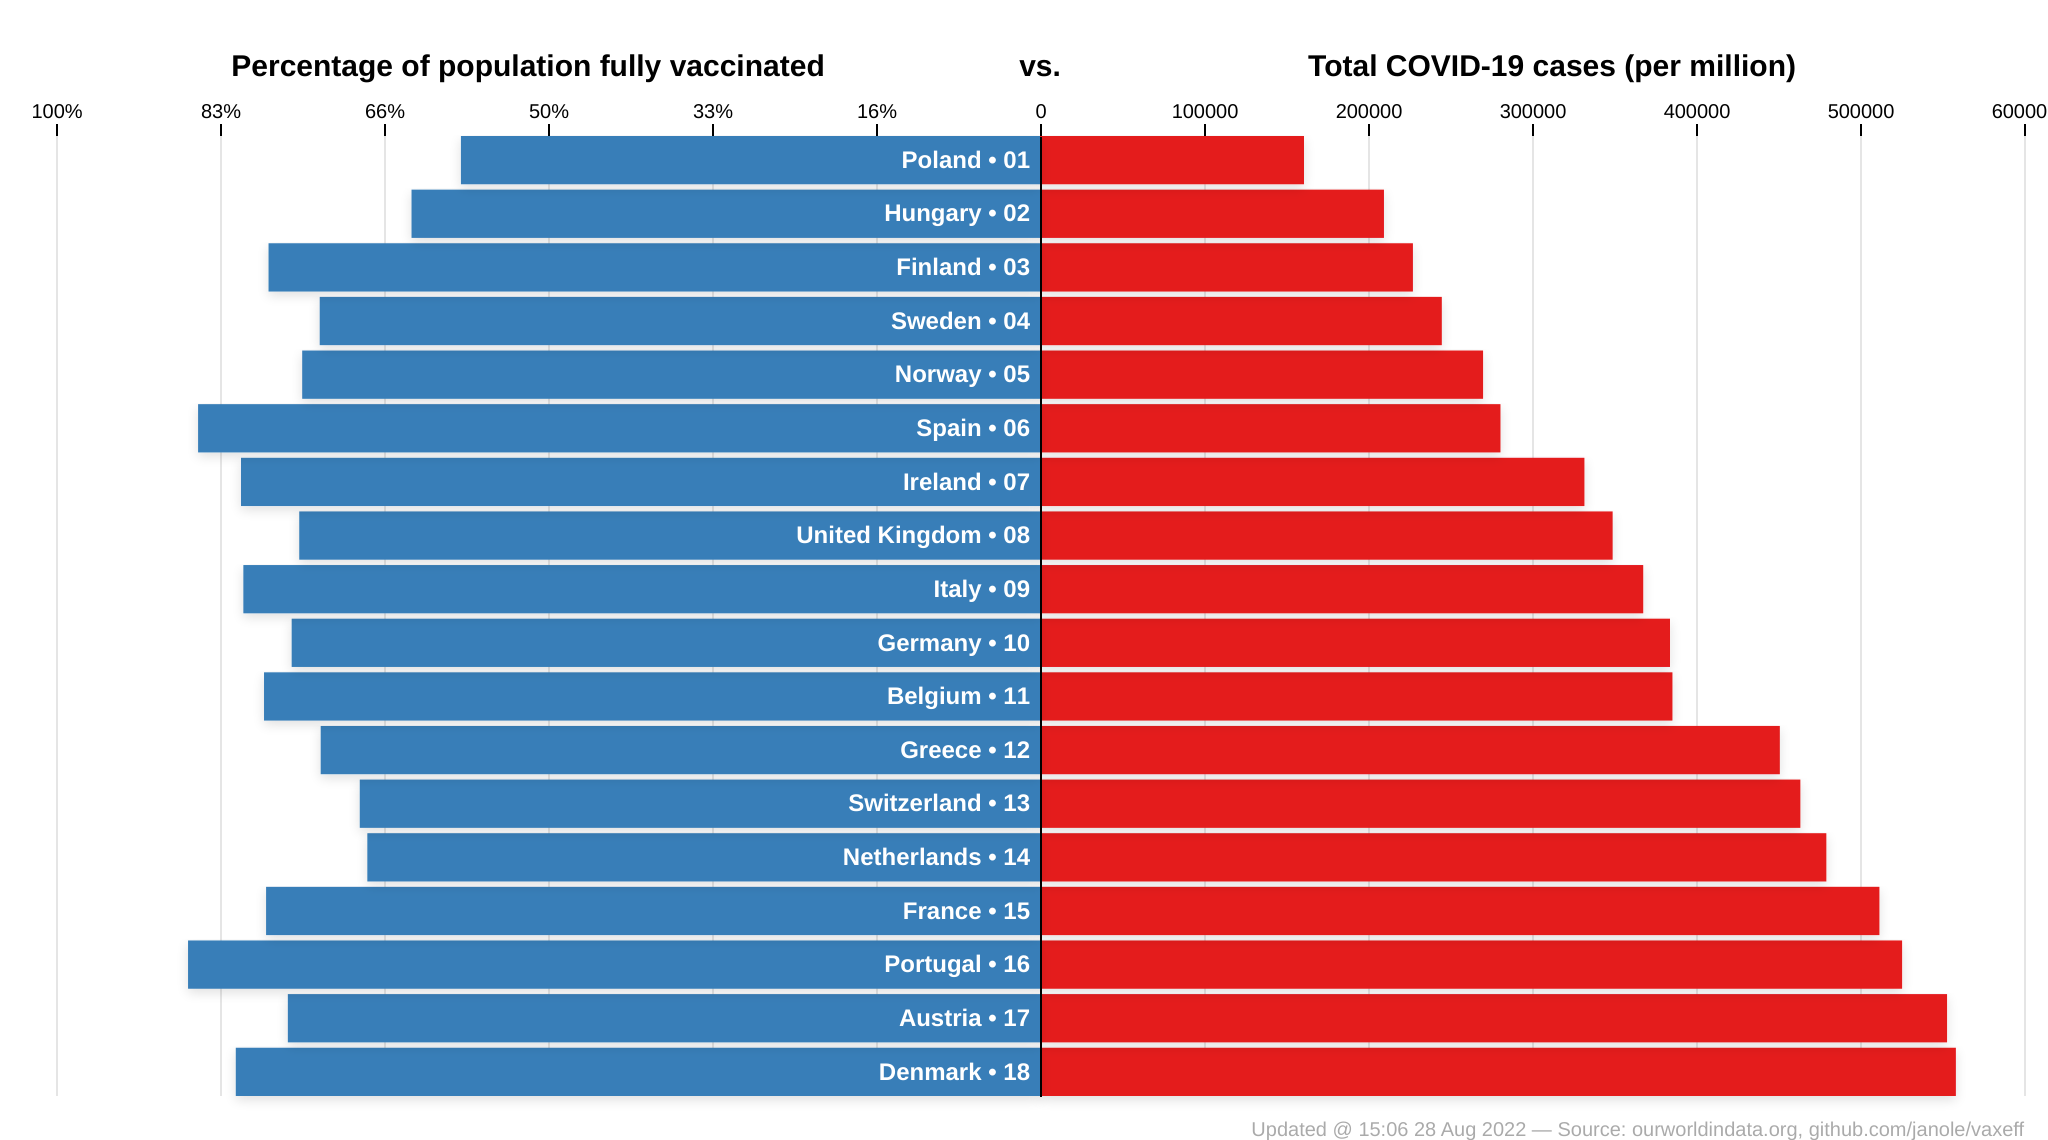 Percentage of population fully vaccinated vs. Total COVID-19 cases (per million)
100% 83% 66% 50% 33% 16% 0 100000 200000 300000 400000 500000 60000
Poland • 01
Hungary • 02
Finland • 03
Sweden • 04
Norway • 05
Spain • 06
Ireland • 07
United Kingdom • 08
Italy • 09
Germany • 10
Belgium • 11
Greece • 12
Switzerland • 13
Netherlands • 14
France • 15
Portugal • 16
Austria • 17
Denmark • 18
Updated @ 15:06 28 Aug 2022 — Source: ourworldindata.org, github.com/janole/vaxeff